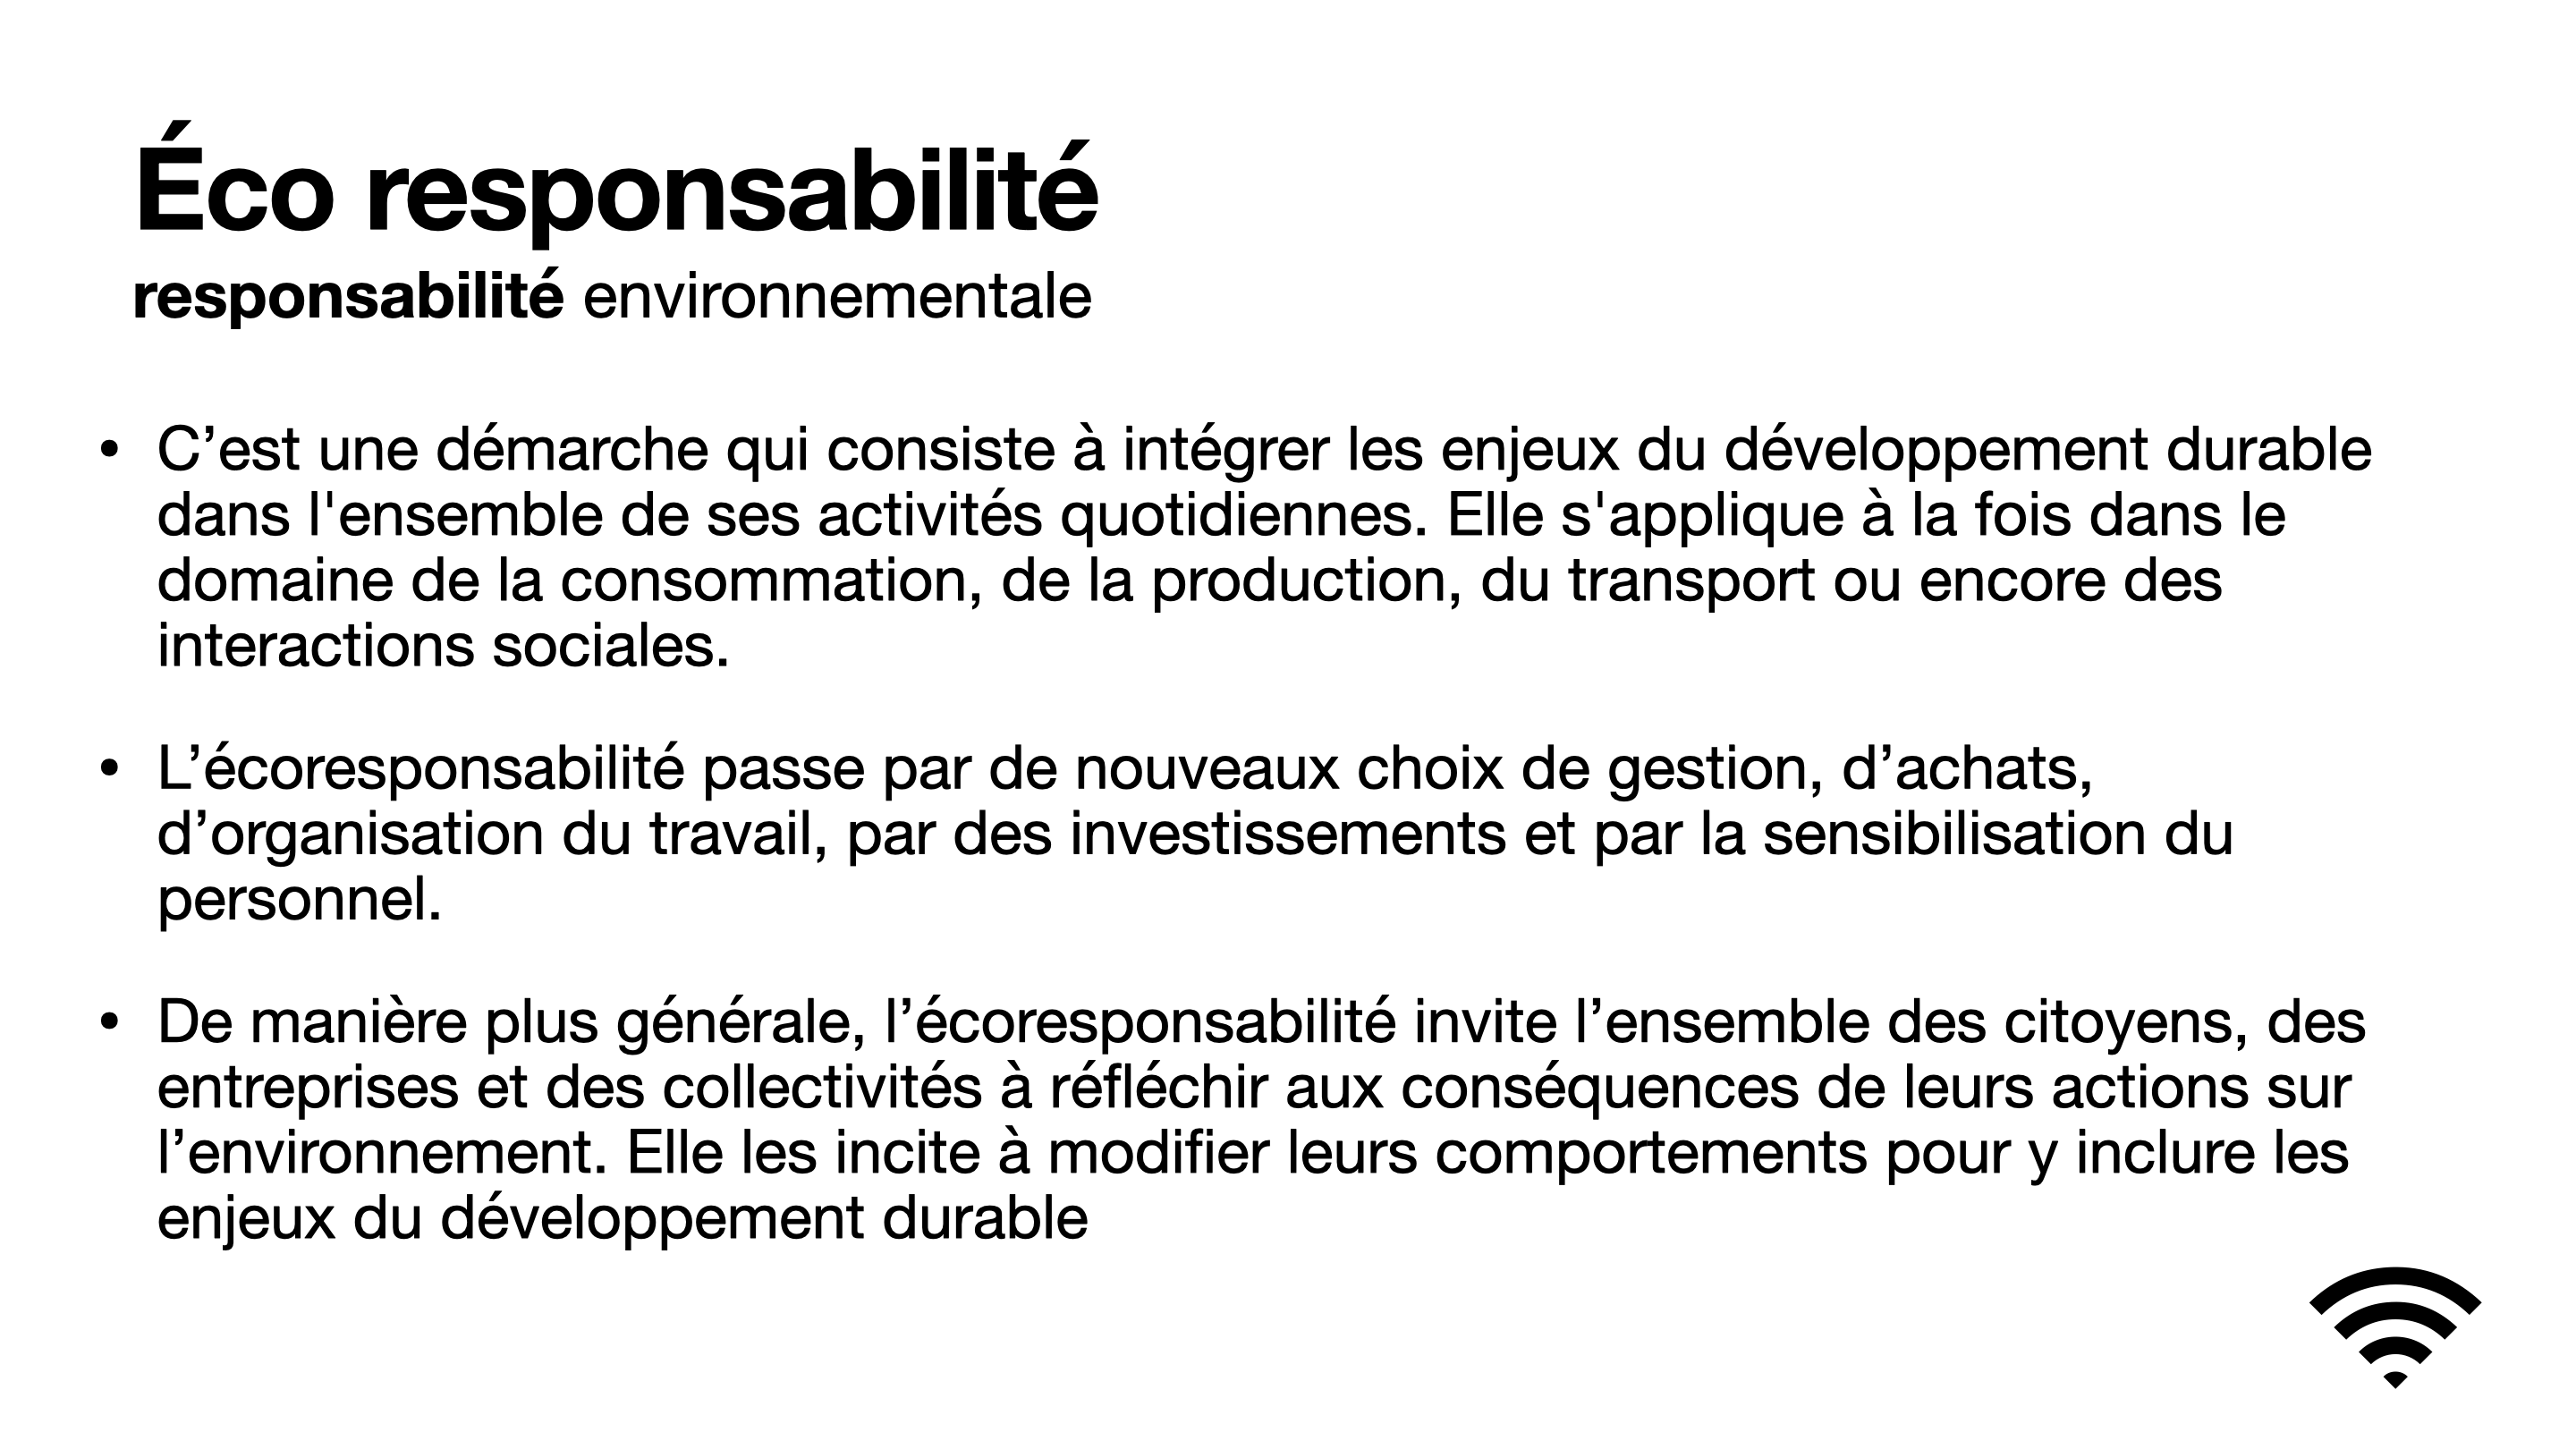 Éco responsabilité
responsabilité environnementale
• C’est une démarche qui consiste à intégrer les enjeux du développement durable
dans l'ensemble de ses activités quotidiennes. Elle s'applique à la fois dans le
domaine de la consommation, de la production, du transport ou encore des
interactions sociales.
• L’écoresponsabilité passe par de nouveaux choix de gestion, d’achats,
d’organisation du travail, par des investissements et par la sensibilisation du
personnel.
• De manière plus générale, l’écoresponsabilité invite l’ensemble des citoyens, des
entreprises et des collectivités à réfléchir aux conséquences de leurs actions sur
l’environnement. Elle les incite à modifier leurs comportements pour y inclure les
enjeux du développement durable